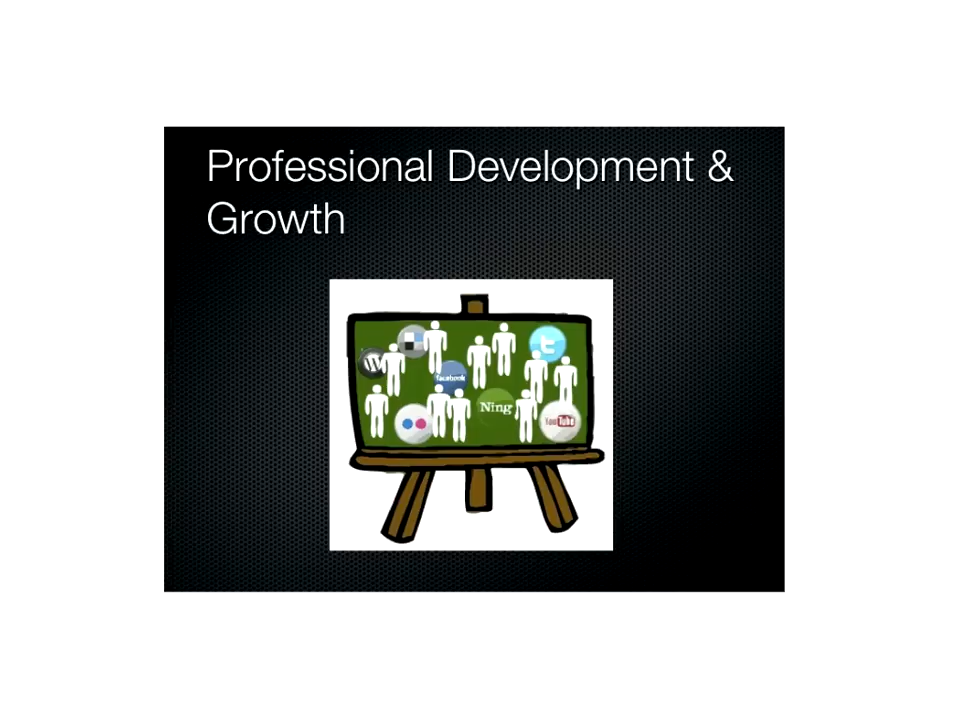 Professional Development &
Growth
t
W
facebook
Ning
YouTube